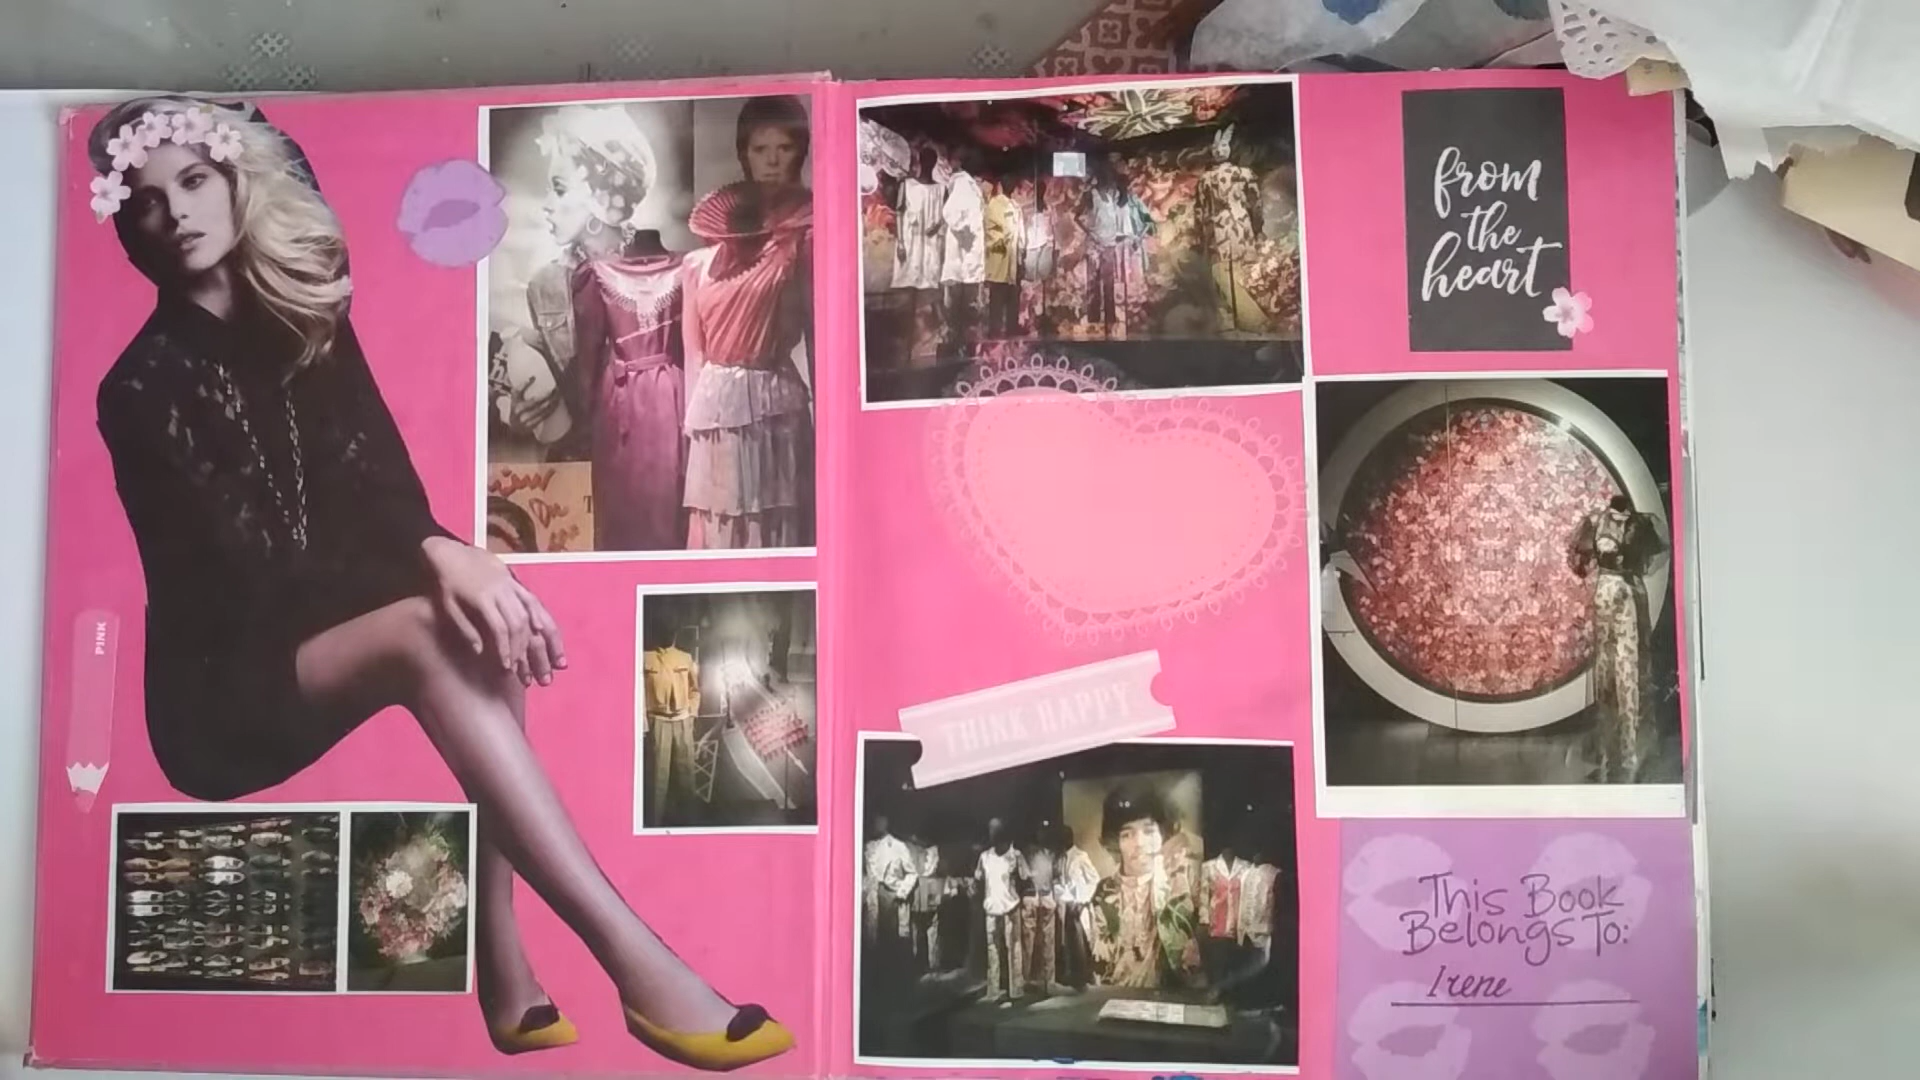 PINK
from
the
heart
THINK HAPPY
This Book
Belongs To:
Irene